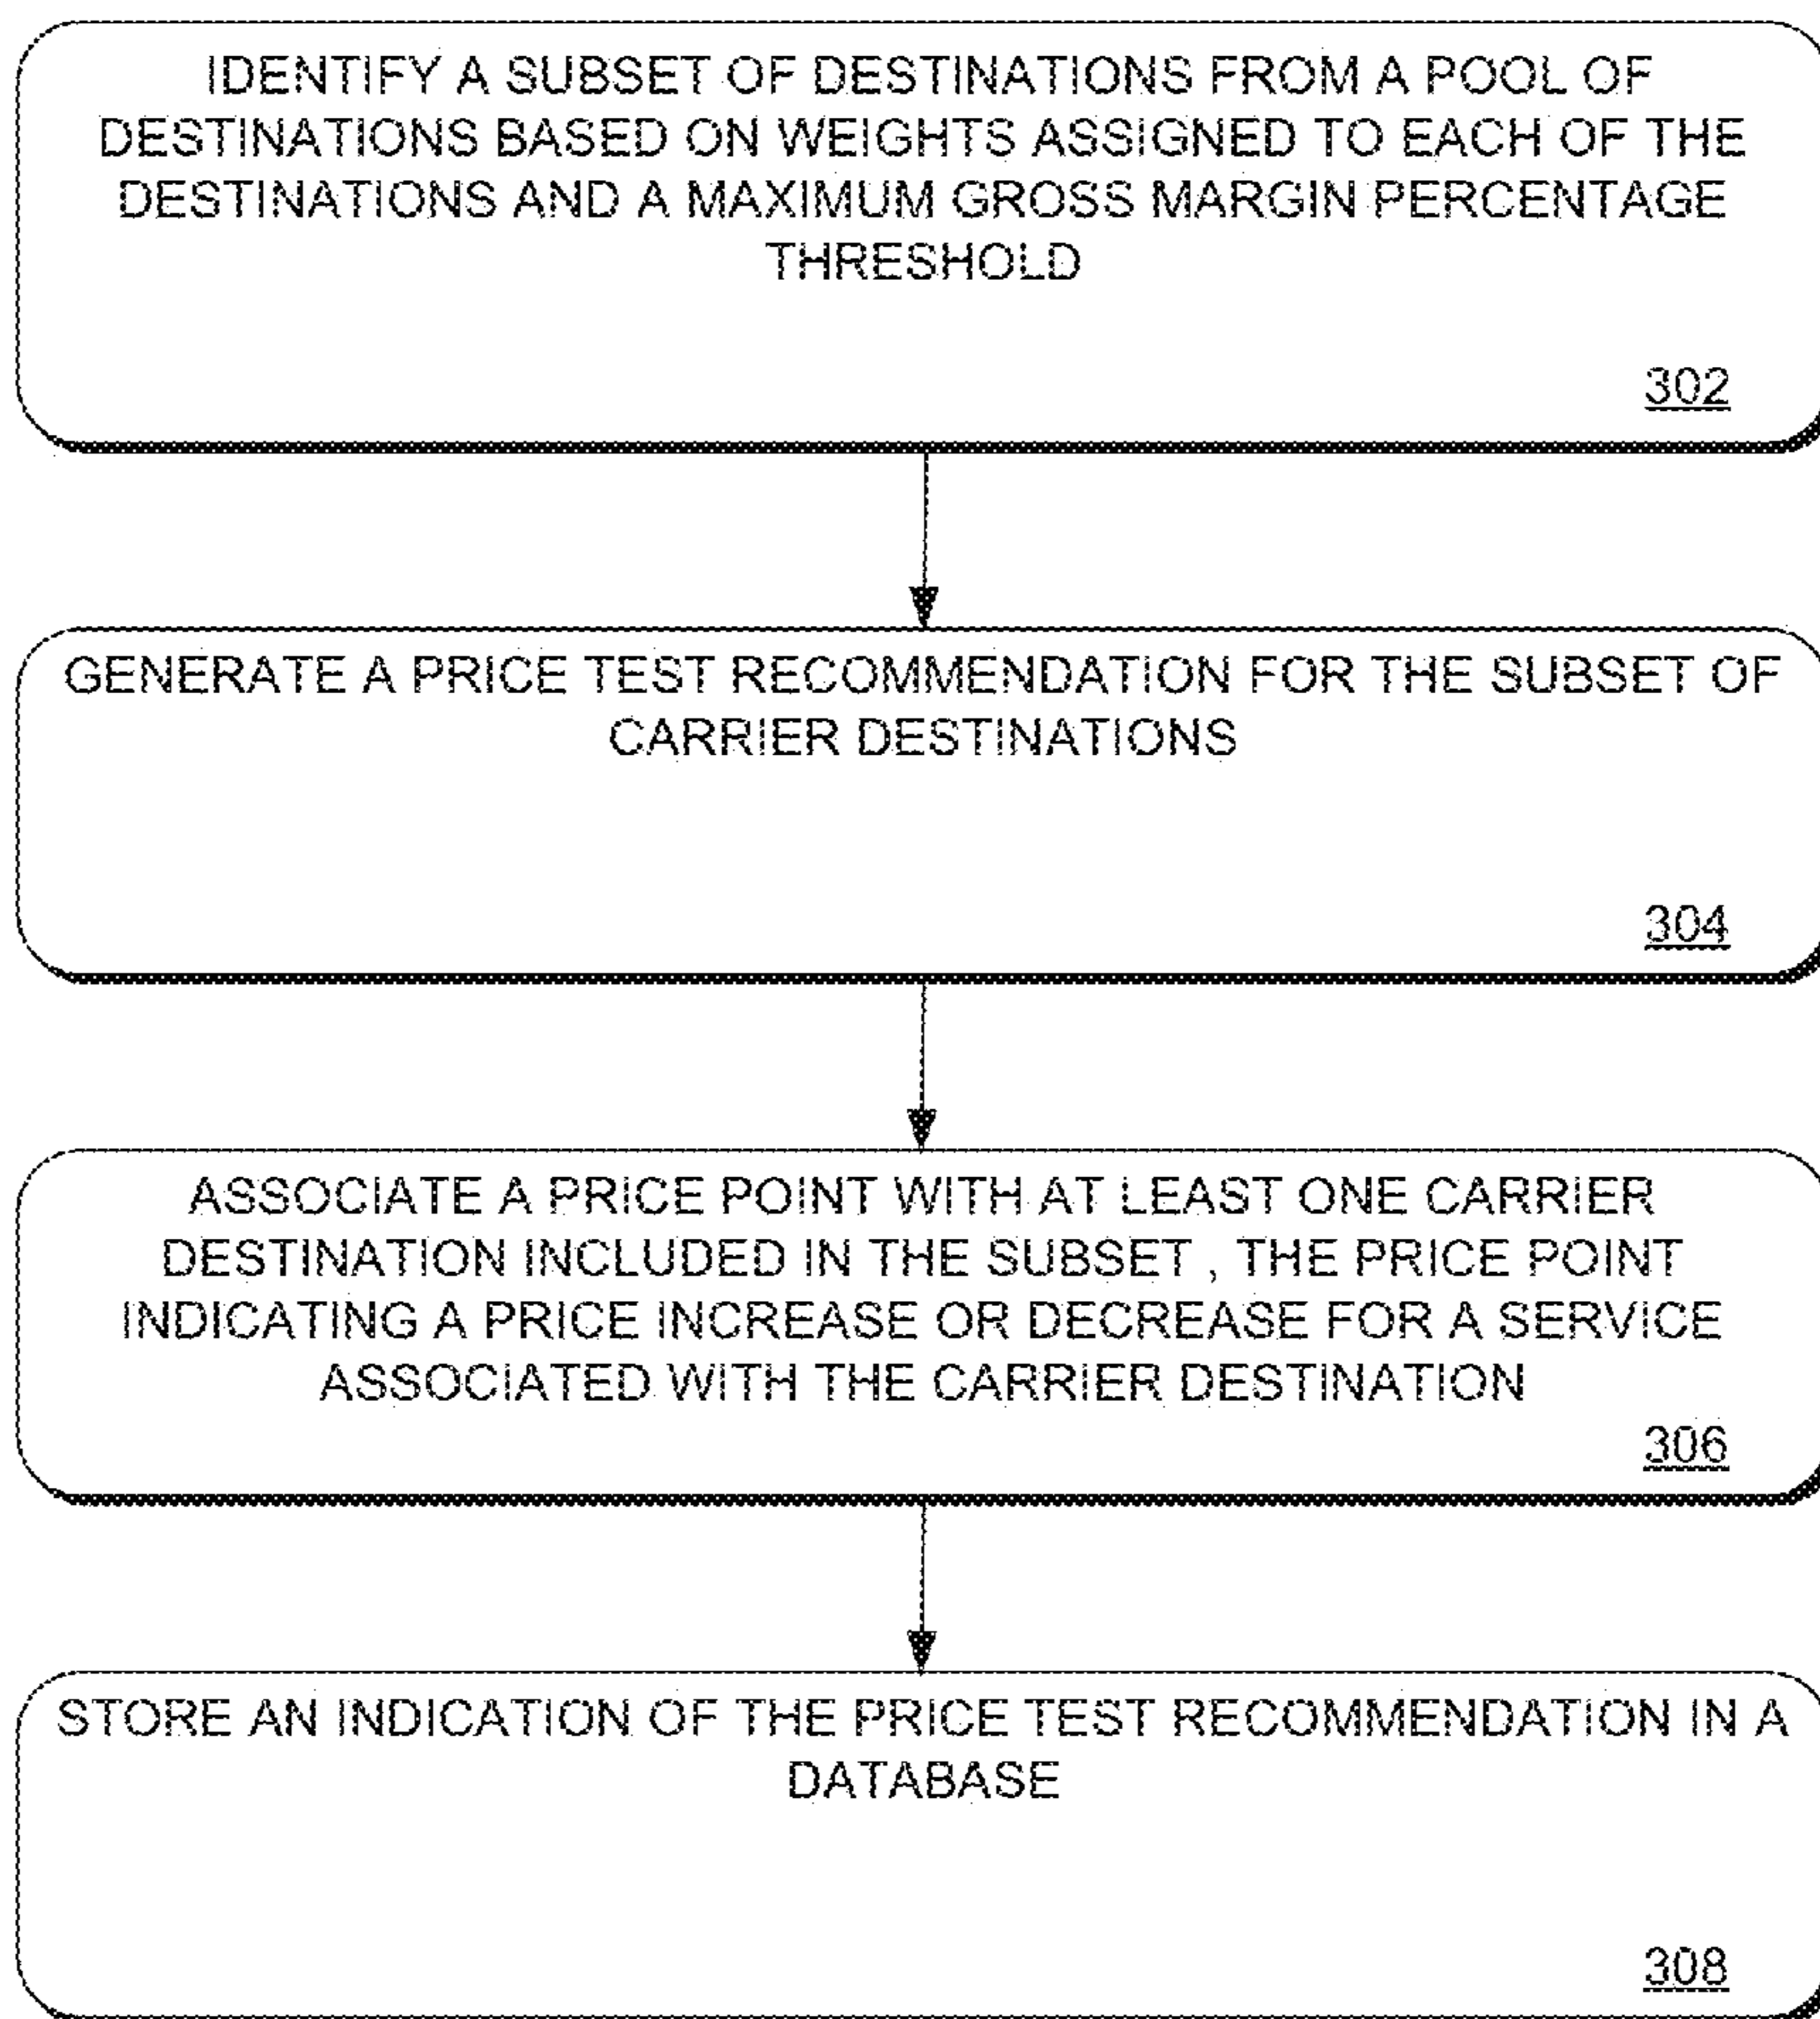 IDENTIFY A SUBSET OF DESTINATIONS FROM A POOL OF
DESTINATIONS BASED ON WEIGHTS ASSIGNED TO EACH OF THE
DESTINATIONS AND A MAXIMUM GROSS MARGIN PERCENTAGE
THRESHOLD
302
GENERATE A PRICE TEST RECOMMENDATION FOR THE SUBSET OF
CARRIER DESTINATIONS
304
ASSOCIATE A PRICE POINT WITH AT LEAST ONE CARRIER
DESTINATION INCLUDED IN THE SUBSET , THE PRICE POINT
INDICATING A PRICE INCREASE OR DECREASE FOR A SERVICE
ASSOCIATED WITH THE CARRIER DESTINATION
306
STORE AN INDICATION OF THE PRICE TEST RECOMMENDATION IN A
DATABASE
308